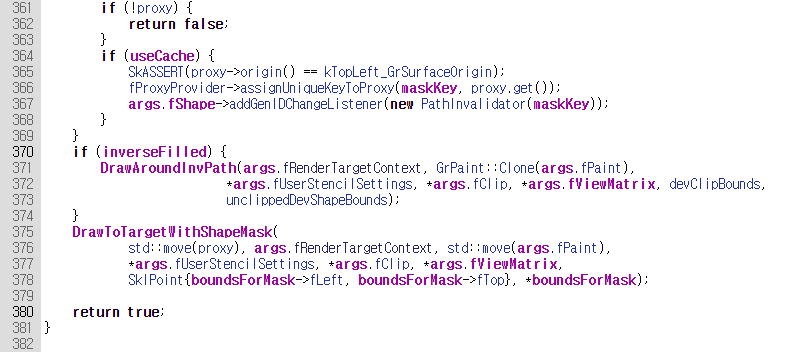 361 if (!proxy) {
362 return false;
363 }
364 if (useCache) {
365 SkASSERT(proxy->origin() == kTopLeft_GrSurfaceOrigin);
366 fProxyProvider->assignUniqueKeyToProxy(maskKey, proxy.get());
367 args.fShape->addGenIDChangeListener(new PathInvalidator(maskKey));
368 }
369 }
370 if (inverseFilled) {
371 DrawAroundInvPath(args.fRenderTargetContext, GrPaint::Clone(args.fPaint),
372 *args.fUserStencilSettings, *args.fClip, *args.fViewMatrix, devClipBounds,
373 unclippedDevShapeBounds);
374 }
375 DrawToTargetWithShapeMask(
376 std::move(proxy), args.fRenderTargetContext, std::move(args.fPaint),
377 *args.fUserStencilSettings, *args.fClip, *args.fViewMatrix,
378 SkIPoint{boundsForMask->fLeft, boundsForMask->fTop}, *boundsForMask);
379
380 return true;
381 }
382